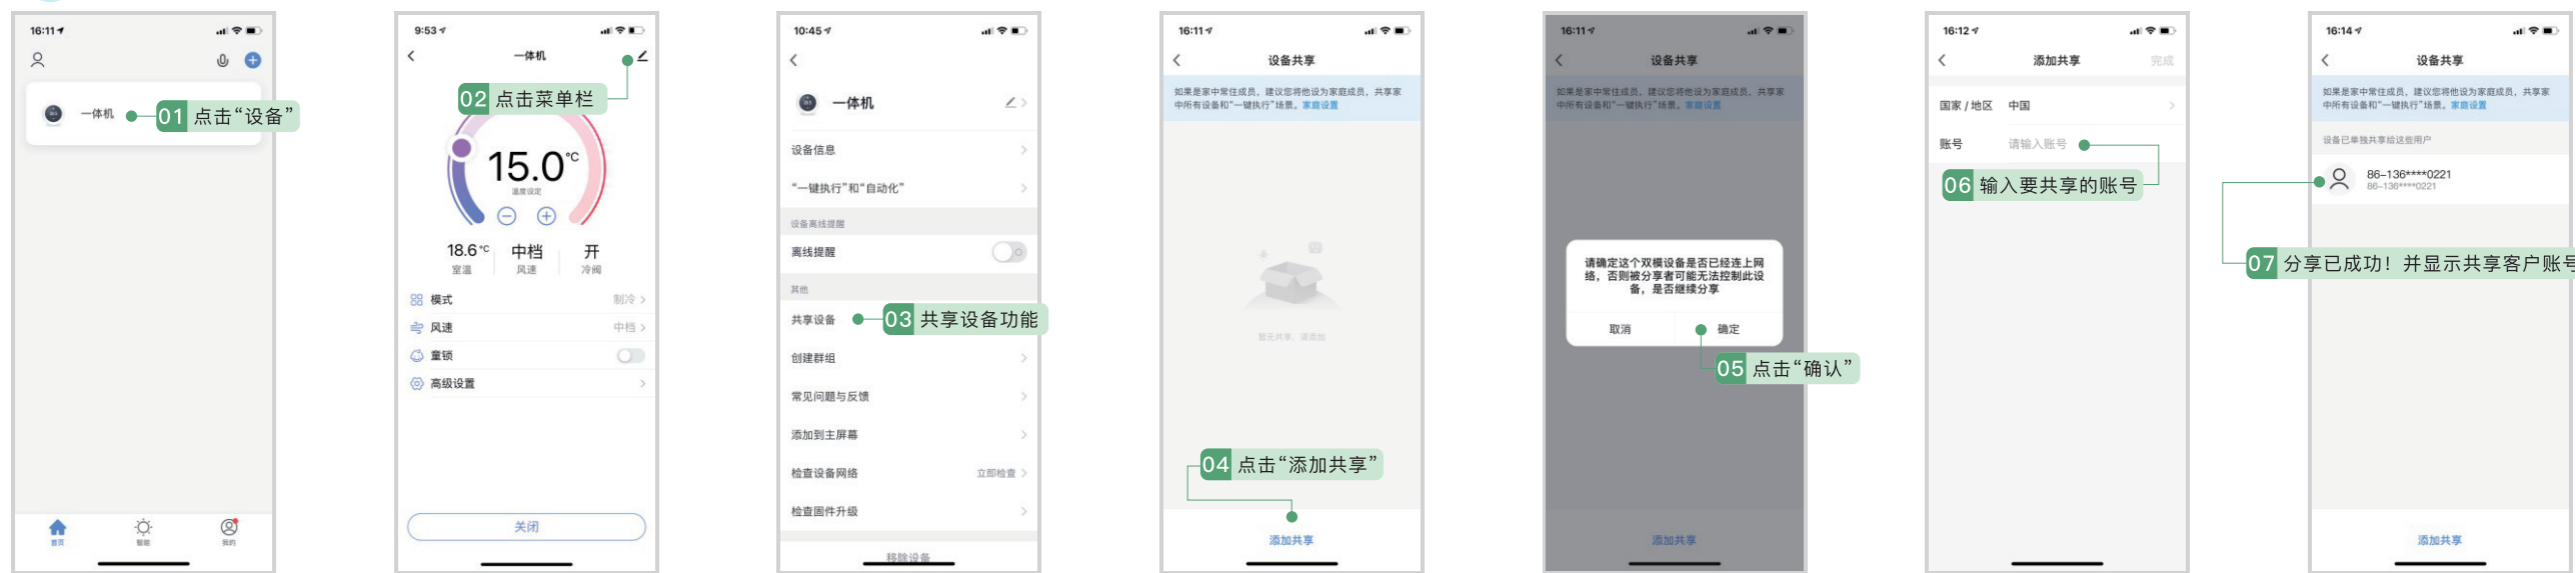 16:11
一体机
01 点击“设备”
首页
智能
我的
9:53
一体机
02 点击菜单栏
15.0℃
温度设定
18.6℃ 中档 开
室温 风速 冷阀
模式 制冷
风速 中档
童锁
高级设置
关闭
10:45
一体机
设备信息
“一键执行”和“自动化”
设备离线提醒
离线提醒
其他
共享设备
03 共享设备功能
创建群组
常见问题与反馈
添加到主屏幕
检查设备网络 立即检查
检查固件升级
移除设备
16:11
设备共享
如果是家中常住成员，建议您将他设为家庭成员，共享家
中所有设备和“一键执行”场景。家庭设置
暂无共享，请添加
04 点击“添加共享”
添加共享
16:11
设备共享
如果是家中常住成员，建议您将他设为家庭成员，共享家
中所有设备和“一键执行”场景。家庭设置
请确定这个双模设备是否已经连上网
络，否则被分享者可能无法控制此设
备，是否继续分享
取消 确定
05 点击“确认”
添加共享
16:12
添加共享 完成
国家 / 地区 中国
账号 请输入账号
06 输入要共享的账号
16:14
设备共享
如果是家中常住成员，建议您将他设为家庭成员，共享家
中所有设备和“一键执行”场景。家庭设置
设备已单独共享给这些用户
86-136****0221
86-136****0221
07 分享已成功！并显示共享客户账号
添加共享